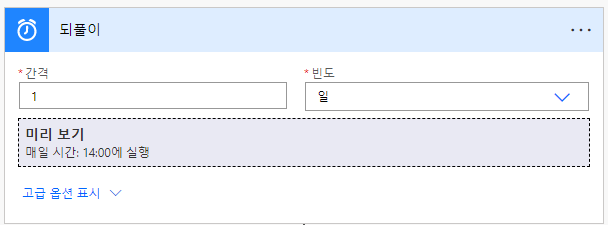 되풀이
* 간격
* 빈도
1
일
미리 보기
매일 시간: 14:00에 실행
고급 옵션 표시